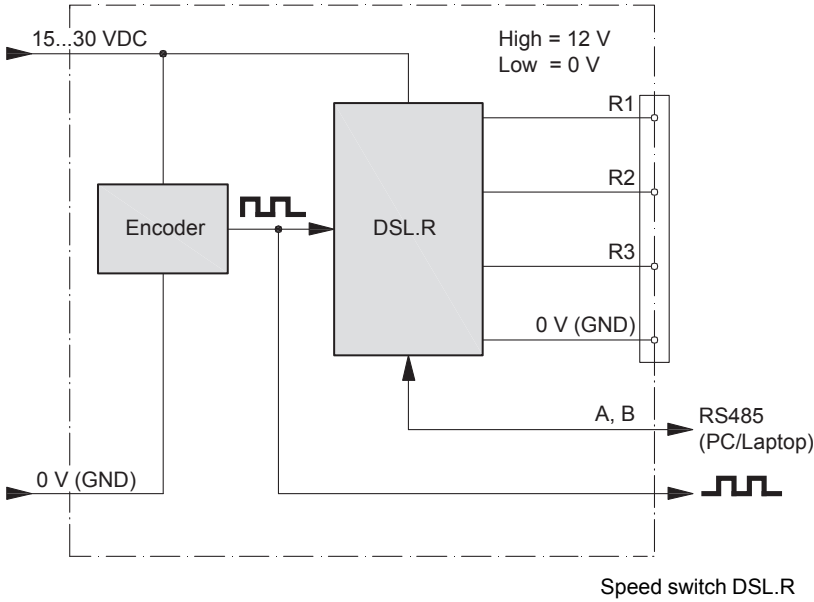 15...30 VDC
High = 12 V
Low = 0 V
R1
R2
Encoder
DSL.R
R3
0 V (GND)
A, B
RS485
(PC/Laptop)
0 V (GND)
Speed switch DSL.R